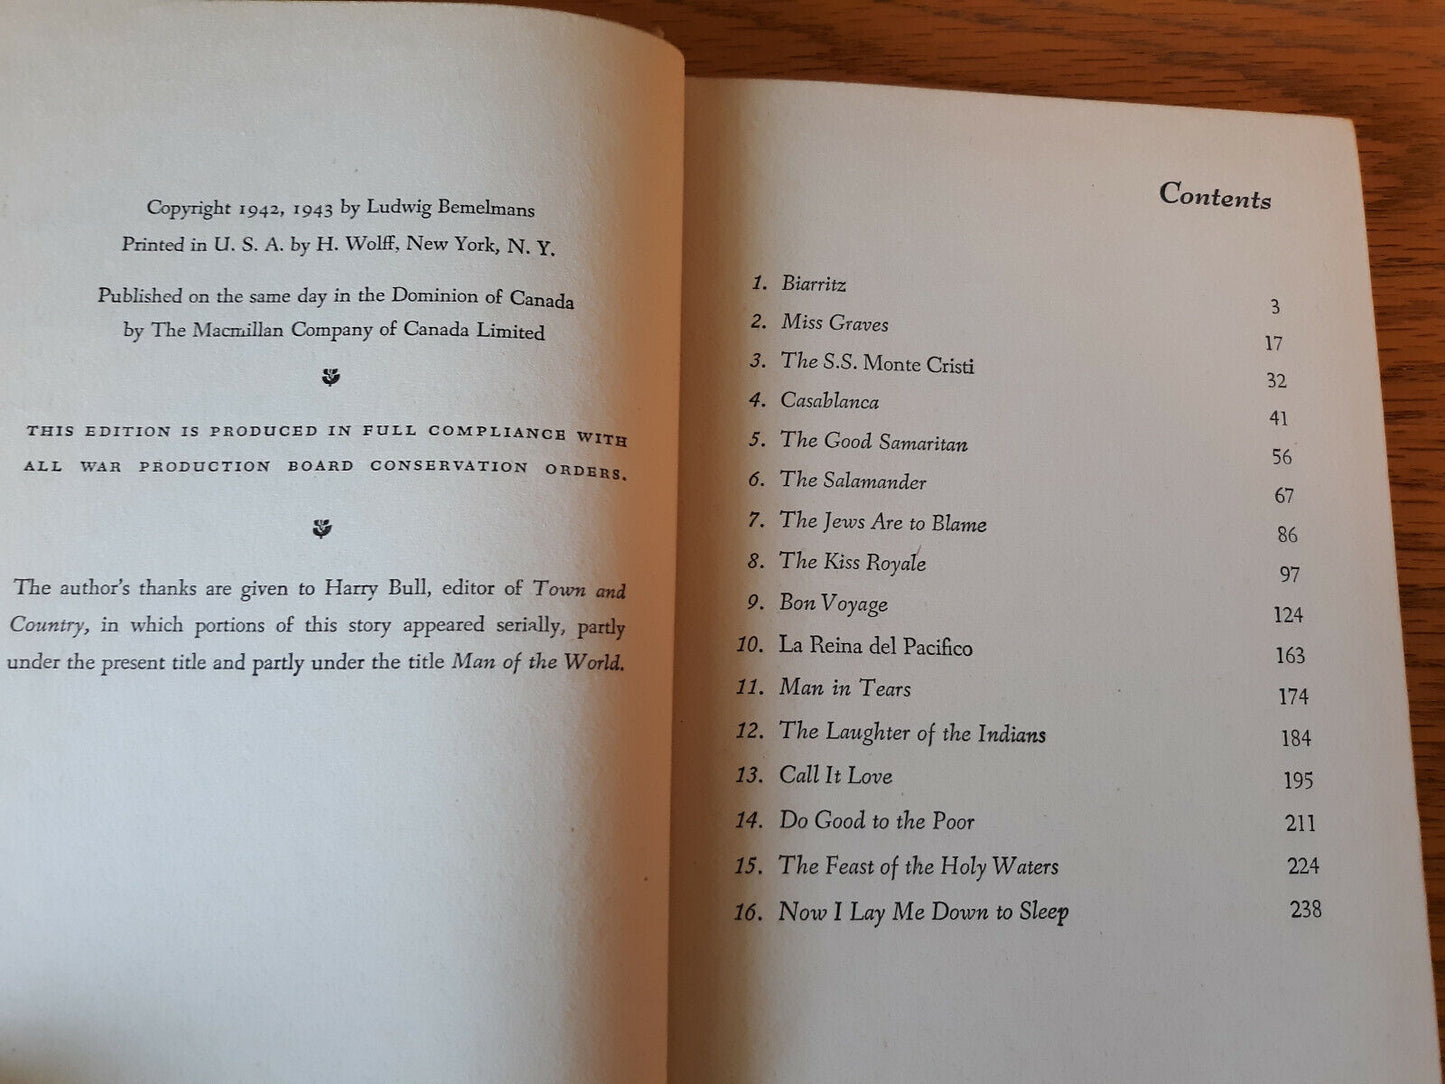 Copyright 1942, 1943 by Ludwig Bemelmans
Printed in U. S. A. by H. Wolff, New York, N. Y.
Published on the same day in the Dominion of Canada
by The Macmillan Company of Canada Limited
THIS EDITION IS PRODUCED IN FULL COMPLIANCE WITH
ALL WAR PRODUCTION BOARD CONSERVATION ORDERS.
The author's thanks are given to Harry Bull, editor of Town and
Country, in which portions of this story appeared serially, partly
under the present title and partly under the title Man of the World.
Contents
1. Biarritz 3
2. Miss Graves 17
3. The S.S. Monte Cristi 32
4. Casablanca 41
5. The Good Samaritan 56
6. The Salamander 67
7. The Jews Are to Blame 86
8. The Kiss Royale 97
9. Bon Voyage 124
10. La Reina del Pacifico 163
11. Man in Tears 174
12. The Laughter of the Indians 184
13. Call It Love 195
14. Do Good to the Poor 211
15. The Feast of the Holy Waters 224
16. Now I Lay Me Down to Sleep 238